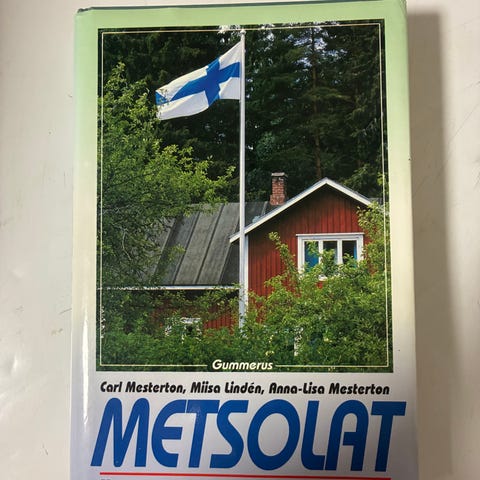 Gummerus
Carl Mesterton, Miisa Lindén, Anna-Lisa Mesterton
METSOLAT